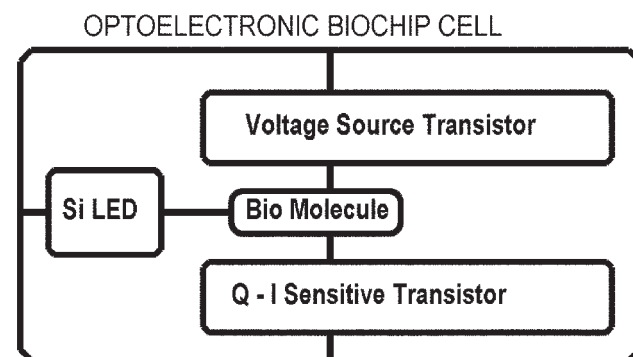 OPTOELECTRONIC BIOCHIP CELL
Voltage Source Transistor
Si LED
Bio Molecule
Q - I Sensitive Transistor